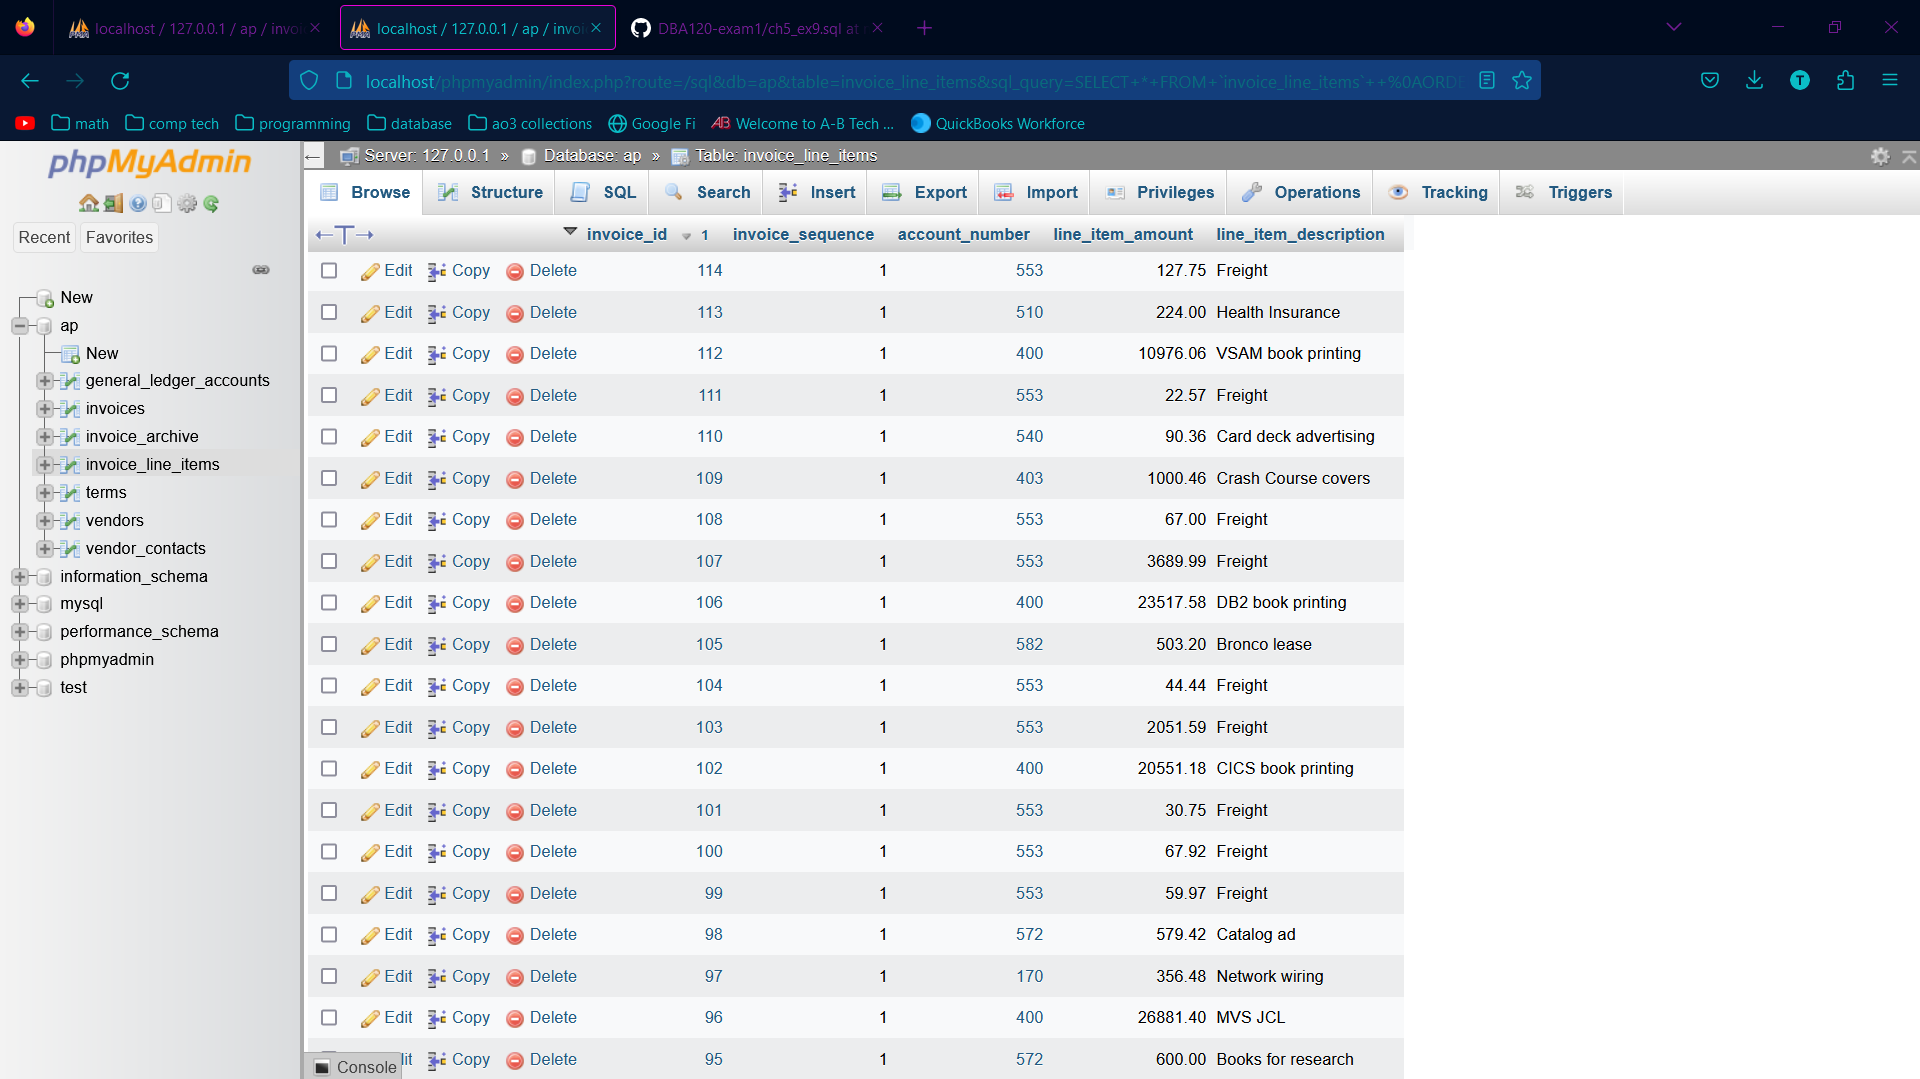 localhost / 127.0.0.1 / ap / invoi
localhost / 127.0.0.1 / ap / invoi
DBA120-exam1/ch5_ex9.sql at
localhost/phpmyadmin/index.php?route=/sql&db=ap&table=invoice_line_items&sql_query=SELECT+*+FROM+`invoice_line_items`++%0AORD
T
math comp tech programming database ao3 collections Google Fi AB Welcome to A-B Tech ... QuickBooks Workforce
phpMyAdmin
Recent Favorites
New
ap
New
general_ledger_accounts
invoices
invoice_archive
invoice_line_items
terms
vendors
vendor_contacts
information_schema
mysql
performance_schema
phpmyadmin
test
Server: 127.0.0.1 » Database: ap » Table: invoice_line_items
Browse Structure SQL Search Insert Export Import Privileges Operations Tracking Triggers
←T→ invoice_id 1 invoice_sequence account_number line_item_amount line_item_description
Edit Copy Delete 114 1 553 127.75 Freight
Edit Copy Delete 113 1 510 224.00 Health Insurance
Edit Copy Delete 112 1 400 10976.06 VSAM book printing
Edit Copy Delete 111 1 553 22.57 Freight
Edit Copy Delete 110 1 540 90.36 Card deck advertising
Edit Copy Delete 109 1 403 1000.46 Crash Course covers
Edit Copy Delete 108 1 553 67.00 Freight
Edit Copy Delete 107 1 553 3689.99 Freight
Edit Copy Delete 106 1 400 23517.58 DB2 book printing
Edit Copy Delete 105 1 582 503.20 Bronco lease
Edit Copy Delete 104 1 553 44.44 Freight
Edit Copy Delete 103 1 553 2051.59 Freight
Edit Copy Delete 102 1 400 20551.18 CICS book printing
Edit Copy Delete 101 1 553 30.75 Freight
Edit Copy Delete 100 1 553 67.92 Freight
Edit Copy Delete 99 1 553 59.97 Freight
Edit Copy Delete 98 1 572 579.42 Catalog ad
Edit Copy Delete 97 1 170 356.48 Network wiring
Edit Copy Delete 96 1 400 26881.40 MVS JCL
lit Copy Delete 95 1 572 600.00 Books for research
Console